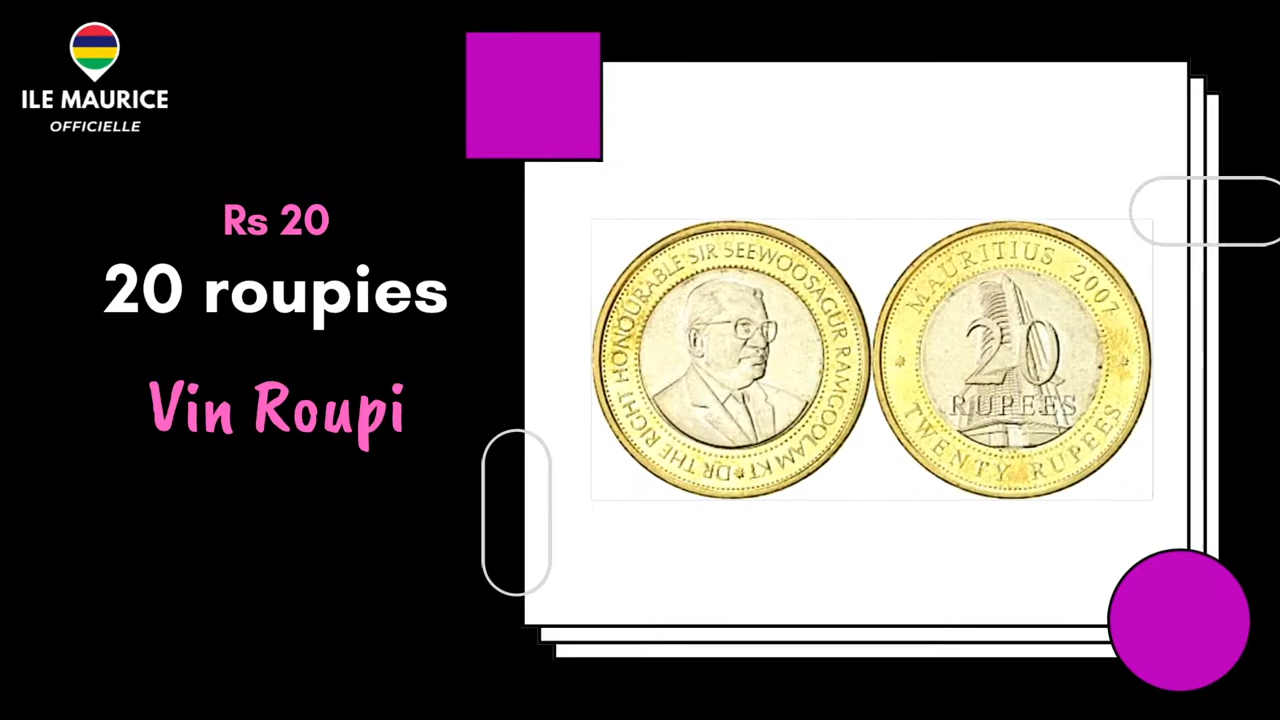 ILE MAURICE
OFFICIELLE
Rs 20
20 roupies
Vin Roupi
DR THE RIGHT HONOURABLE SIR SEEWOOSAGUR RAMGOOLAM KT
MAURITIUS 2007
20
RUPEES
TWENTY RUPEES